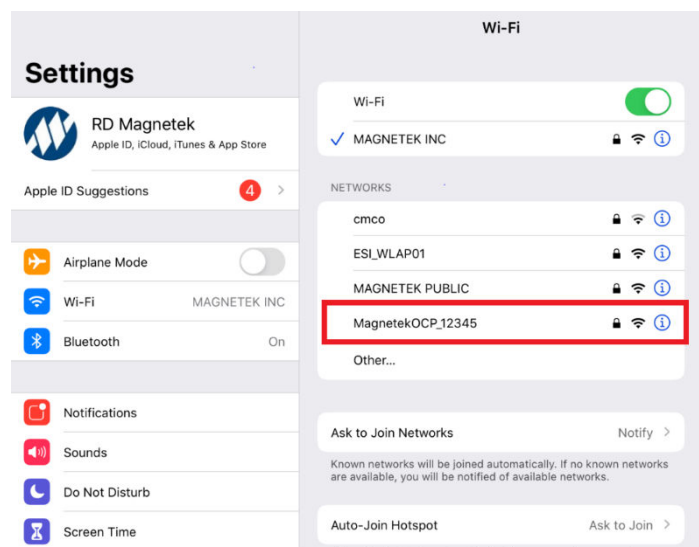 Wi-Fi
Settings
RD Magnetek
Apple ID, iCloud, iTunes & App Store
Apple ID Suggestions 4
Airplane Mode
Wi-Fi MAGNETEK INC
Bluetooth On
Notifications
Sounds
Do Not Disturb
Screen Time
Wi-Fi
MAGNETEK INC
NETWORKS
cmco
ESI_WLAP01
MAGNETEK PUBLIC
MagnetekOCP_12345
Other...
Ask to Join Networks Notify
Known networks will be joined automatically. If no known networks
are available, you will be notified of available networks.
Auto-Join Hotspot Ask to Join